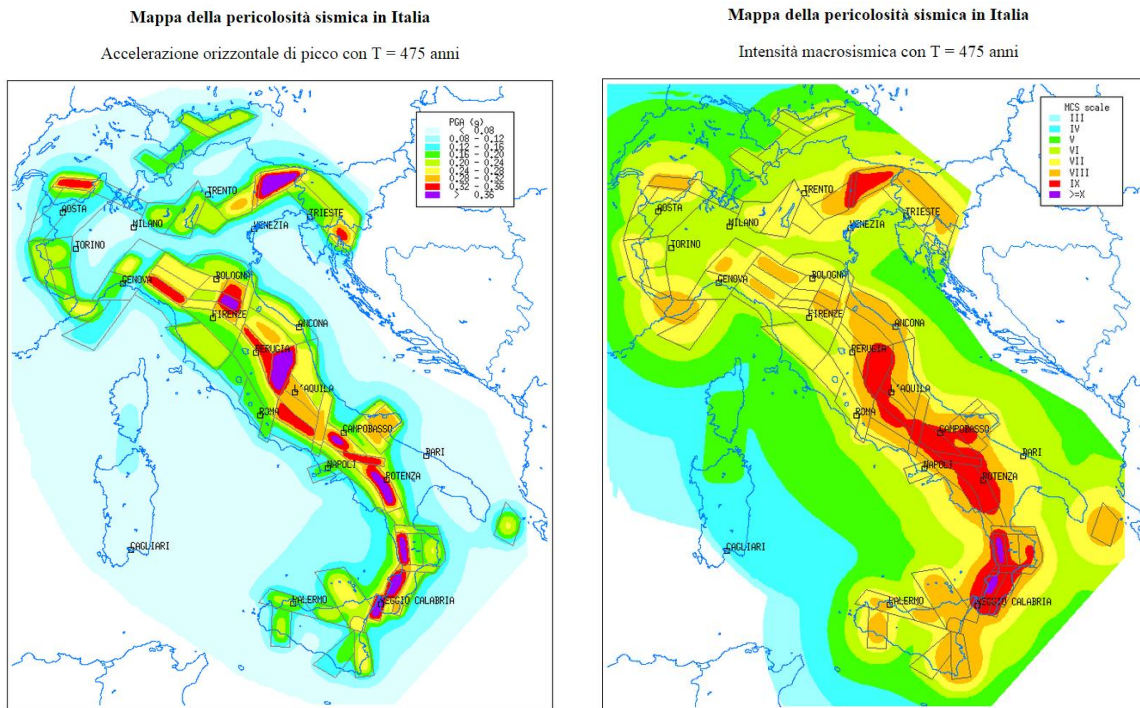 Mappa della pericolosità sismica in Italia
Accelerazione orizzontale di picco con T = 475 anni
PGA (g)
< 0.08
0.08 - 0.12
0.12 - 0.16
0.16 - 0.20
0.20 - 0.24
0.24 - 0.28
0.28 - 0.32
0.32 - 0.36
> 0.36
TRENTO
AOSTA
MILANO
VENEZIA
TRIESTE
TORINO
GENOVA
BOLOGNA
FIRENZE
ANCONA
PERUGIA
L'AQUILA
ROMA
CAMPOBASSO
BARI
NAPOLI
POTENZA
CAGLIARI
PALERMO
REGGIO CALABRIA
Mappa della pericolosità sismica in Italia
Intensità macrosismica con T = 475 anni
MCS scale
III
IV
V
VI
VII
VIII
IX
>=X
TRENTO
AOSTA
MILANO
VENEZIA
TRIESTE
TORINO
GENOVA
BOLOGNA
FIRENZE
ANCONA
PERUGIA
L'AQUILA
ROMA
CAMPOBASSO
BARI
NAPOLI
POTENZA
CAGLIARI
PALERMO
REGGIO CALABRIA